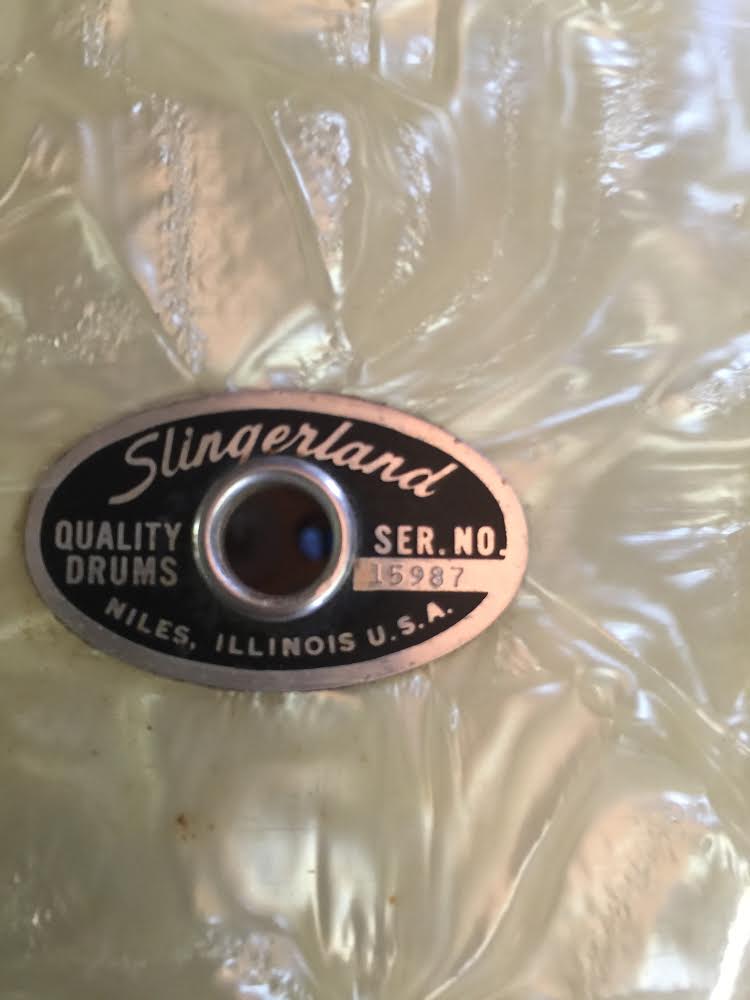 Slingerland
QUALITY DRUMS
SER. NO.
15987
NILES, ILLINOIS U.S.A.